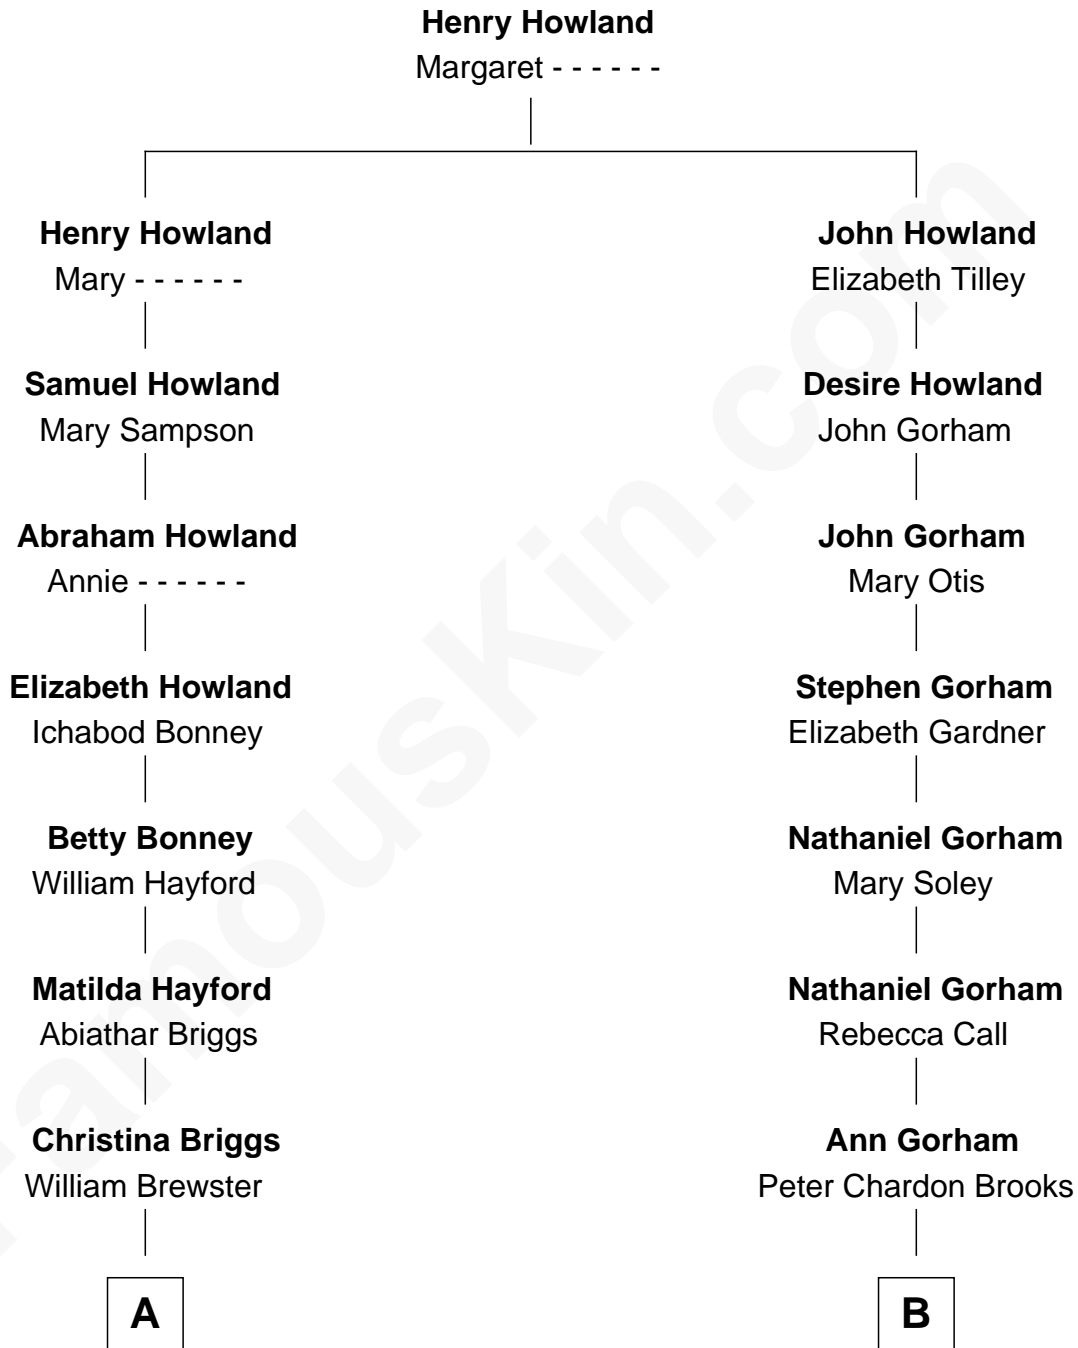 Henry Howland
Margaret - - - - - -
Henry Howland
Mary - - - - - -
John Howland
Elizabeth Tilley
Samuel Howland
Mary Sampson
Desire Howland
John Gorham
Abraham Howland
Annie - - - - - -
John Gorham
Mary Otis
Elizabeth Howland
Ichabod Bonney
Stephen Gorham
Elizabeth Gardner
Betty Bonney
William Hayford
Nathaniel Gorham
Mary Soley
Matilda Hayford
Abiathar Briggs
Nathaniel Gorham
Rebecca Call
Christina Briggs
William Brewster
Ann Gorham
Peter Chardon Brooks
A
B
FamousKin.com